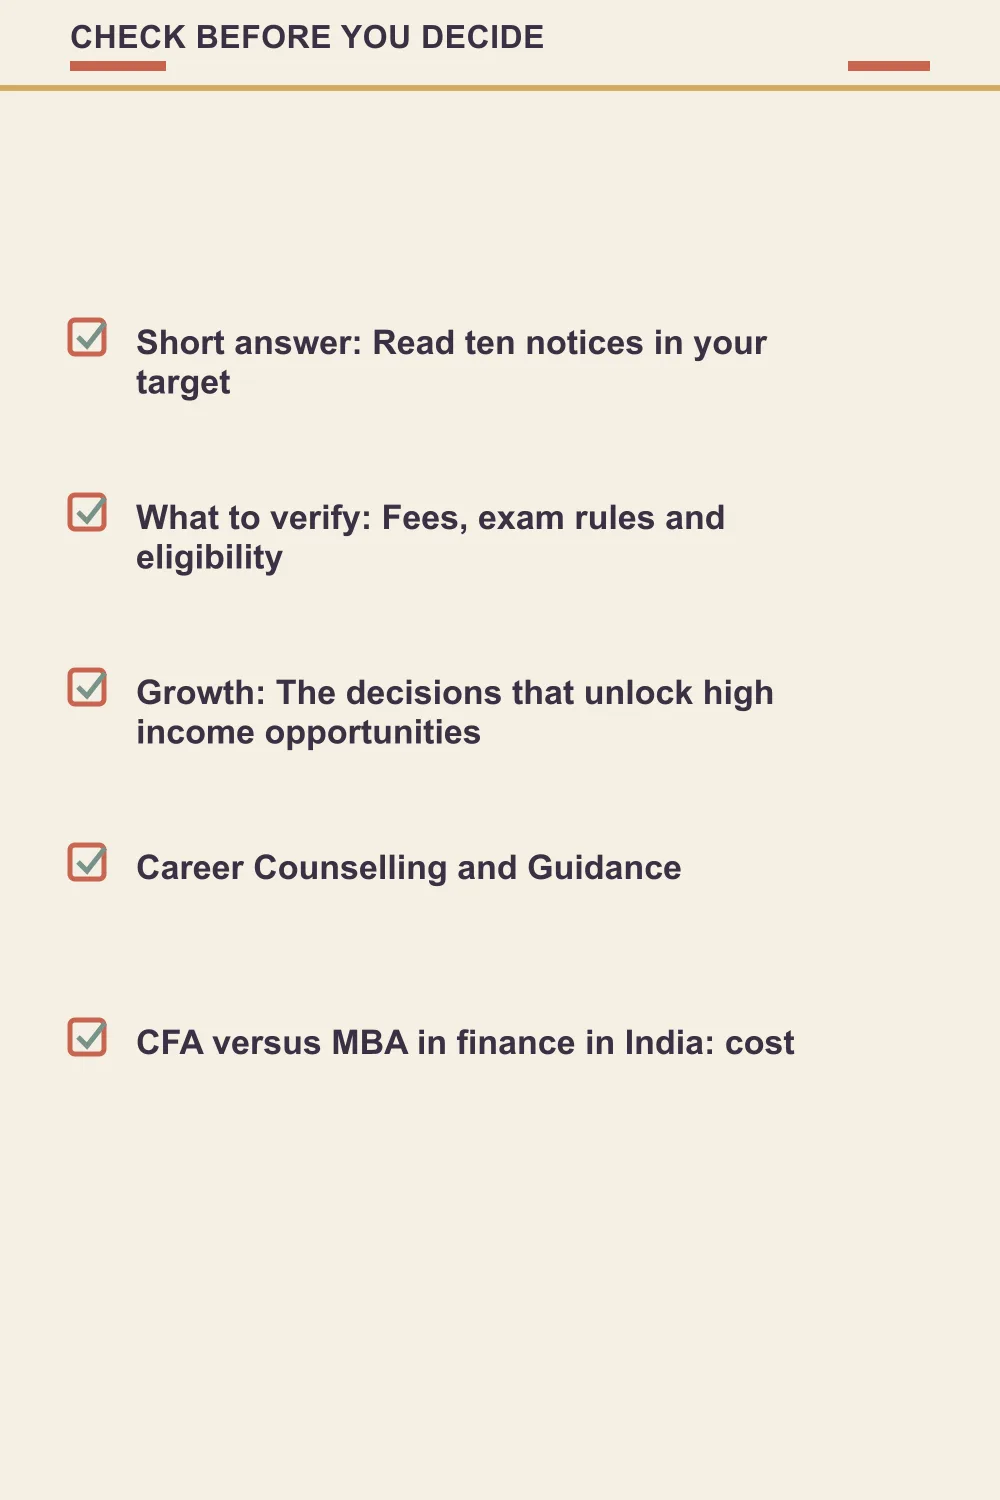 CHECK BEFORE YOU DECIDE
Short answer: Read ten notices in your
target
What to verify: Fees, exam rules and
eligibility
Growth: The decisions that unlock high
income opportunities
Career Counselling and Guidance
CFA versus MBA in finance in India: cost